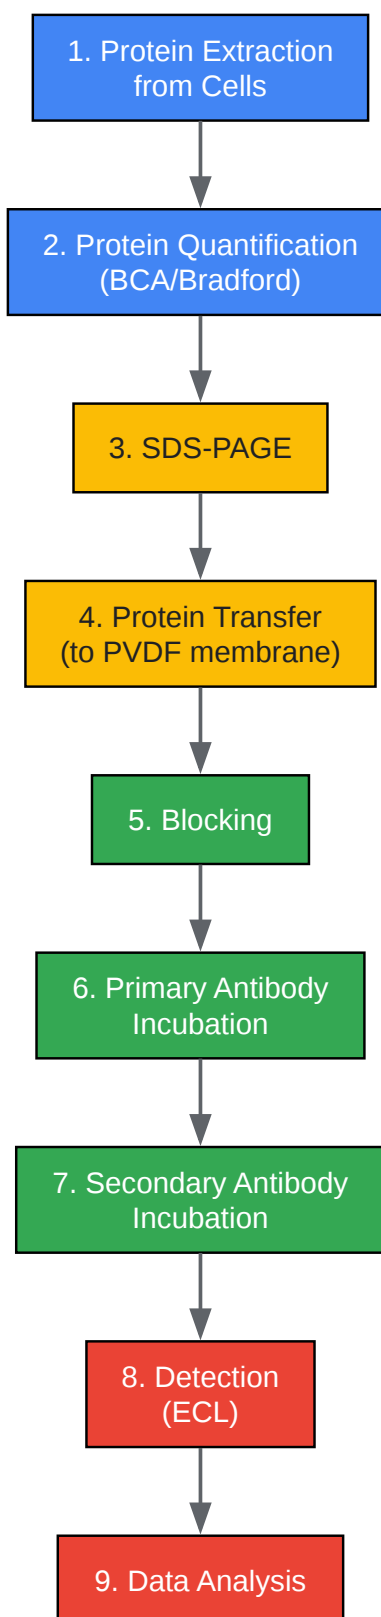 1. Protein Extraction
from Cells
2. Protein Quantification
(BCA/Bradford)
3. SDS-PAGE
4. Protein Transfer
(to PVDF membrane)
5. Blocking
6. Primary Antibody
Incubation
7. Secondary Antibody
Incubation
8. Detection
(ECL)
9. Data Analysis